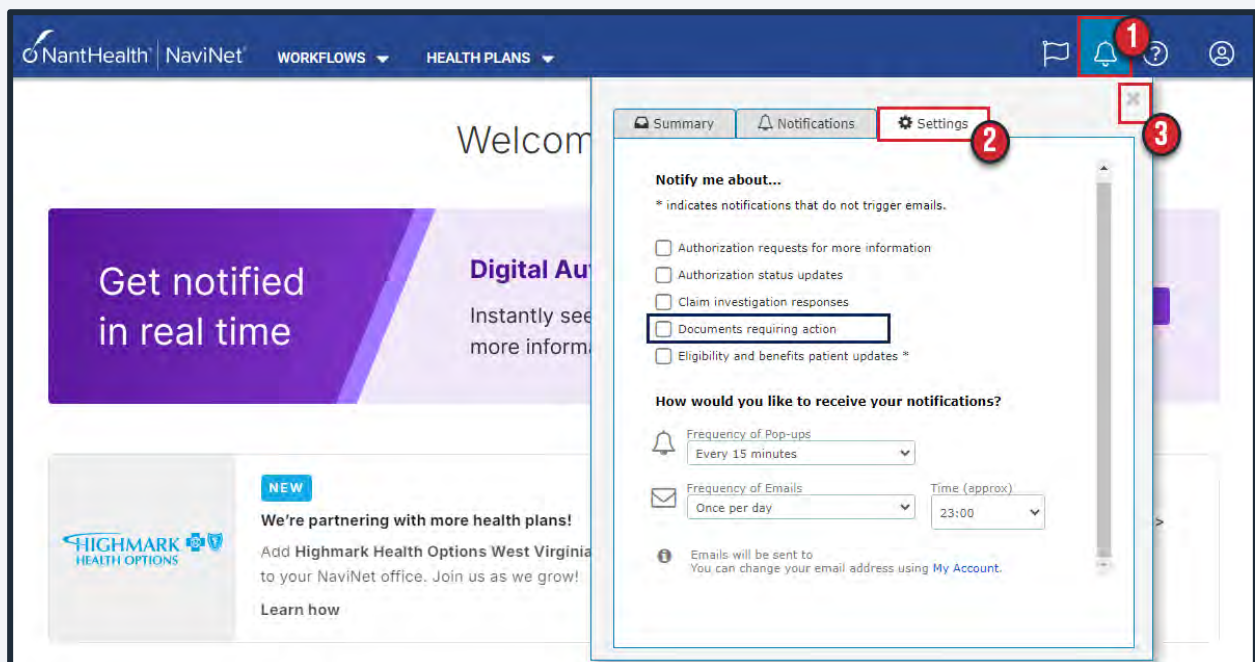 NantHealth NaviNet WORKFLOWS HEALTH PLANS ?
1
Summary Notifications Settings
2
3
Welcom
Get notified
in real time
Digital Au
Instantly see
more informa
Notify me about...
* indicates notifications that do not trigger emails.
Authorization requests for more information
Authorization status updates
Claim investigation responses
Documents requiring action
Eligibility and benefits patient updates *
How would you like to receive your notifications?
Frequency of Pop-ups
Every 15 minutes
Frequency of Emails Time (approx)
Once per day 23:00
Emails will be sent to
You can change your email address using My Account.
HIGHMARK
HEALTH OPTIONS
NEW
We're partnering with more health plans!
Add Highmark Health Options West Virginia
to your NaviNet office. Join us as we grow!
Learn how
>